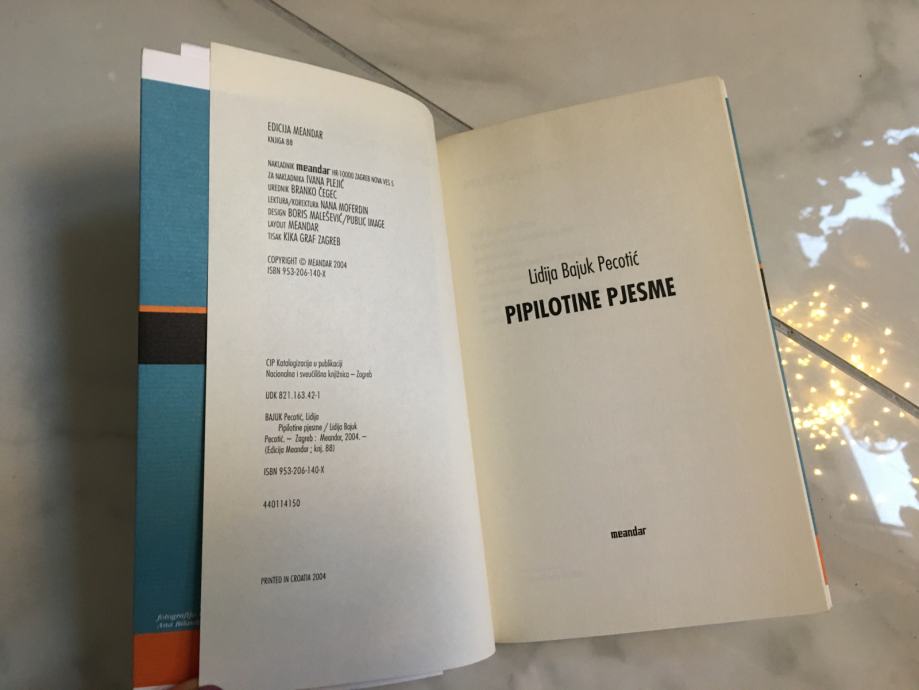 EDICIJA MEANDAR
KNJIGA 88
NAKLADNIK meandar HR-10000 ZAGREB NOVA VES 5
ZA NAKLADNIKA IVANA PLEJIĆ
UREDNIK BRANKO ČEGEC
LEKTURA/KOREKTURA NANA MOFERDIN
DESIGN BORIS MALEŠEVIĆ/PUBLIC IMAGE
LAYOUT MEANDAR
TISAK KIKA GRAF ZAGREB
COPYRIGHT © MEANDAR 2004
ISBN 953-206-140-X
CIP Katalogizacija u publikaciji
Nacionalna i sveučilišna knjižnica – Zagreb
UDK 821.163.42-1
BAJUK Pecotić, Lidija
Pipilotine pjesme / Lidija Bajuk
Pecotić. – Zagreb : Meandar, 2004. –
(Edicija Meandar ; knj. 88)
ISBN 953-206-140-X
440114150
PRINTED IN CROATIA 2004
fotografija
Ana
Lidija Bajuk Pecotić
PIPILOTINE PJESME
meandar